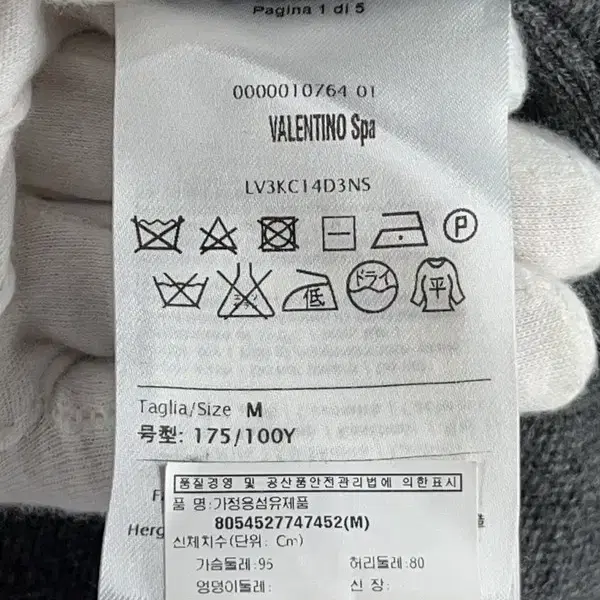 Pagina 1 di 5
0000010764 01
VALENTINO Spa
LV3KC14D3NS
P
低 ドライ 平
Taglia/Size M
号型: 175/100Y
품질경영 및 공산품안전관리법에 의한표시
품 명:가정용섬유제품
Herg
8054527747452(M)
신체치수(단위: Cm)
가슴둘레:95 허리둘레:80
엉덩이둘레: 신 장: